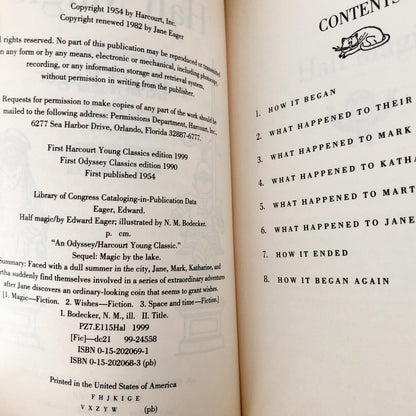 Copyright 1954 by Harcourt, Inc.
Copyright renewed 1982 by Jane Eager
rights reserved. No part of this publication may be reproduced or transmitted
in any form or by any means, electronic or mechanical, including photocopy,
recording, or any information storage and retrieval system,
without permission in writing from the publisher.
Requests for permission to make copies of any part of the work should be
mailed to the following address: Permissions Department, Harcourt, Inc.,
6277 Sea Harbor Drive, Orlando, Florida 32887-6777.
First Harcourt Young Classics edition 1999
First Odyssey Classics edition 1990
First published 1954
Library of Congress Cataloging-in-Publication Data
Eager, Edward.
Half magic/by Edward Eager; illustrated by N. M. Bodecker.
p. cm.
"An Odyssey/Harcourt Young Classic."
Sequel: Magic by the lake.
Summary: Faced with a dull summer in the city, Jane, Mark, Katharine, and
Martha suddenly find themselves involved in a series of extraordinary adventures
after Jane discovers an ordinary-looking coin that seems to grant wishes.
[1. Magic—Fiction. 2. Wishes—Fiction. 3. Space and time—Fiction.]
I. Bodecker, N. M., ill. II. Title.
PZ7.E115Hal 1999
[Fic]—dc21 99-24558
ISBN 0-15-202069-1
ISBN 0-15-202068-3 (pb)
Printed in the United States of America
F H J K I G E
V X Z Y W (pb)
CONTENTS
1. HOW IT BEGAN
2. WHAT HAPPENED TO THEIR
3. WHAT HAPPENED TO MARK
4. WHAT HAPPENED TO KATHA
5. WHAT HAPPENED TO MART
6. WHAT HAPPENED TO JANE
7. HOW IT ENDED
8. HOW IT BEGAN AGAIN